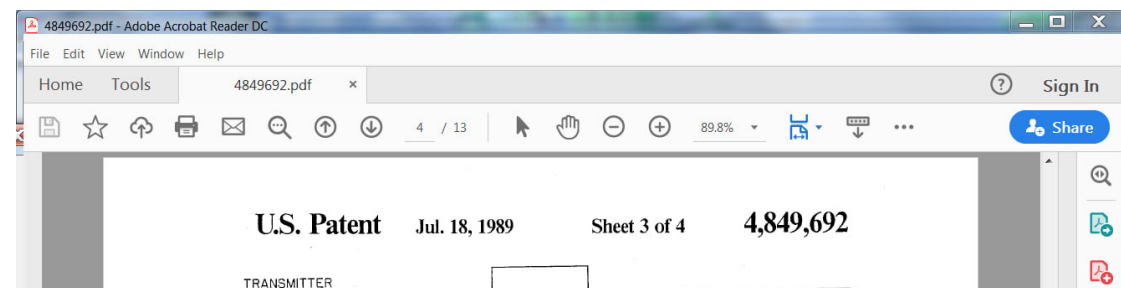 4849692.pdf - Adobe Acrobat Reader DC
File Edit View Window Help
Home Tools 4849692.pdf × ? Sign In
4 / 13 89.8% Share
U.S. Patent Jul. 18, 1989 Sheet 3 of 4 4,849,692
TRANSMITTER